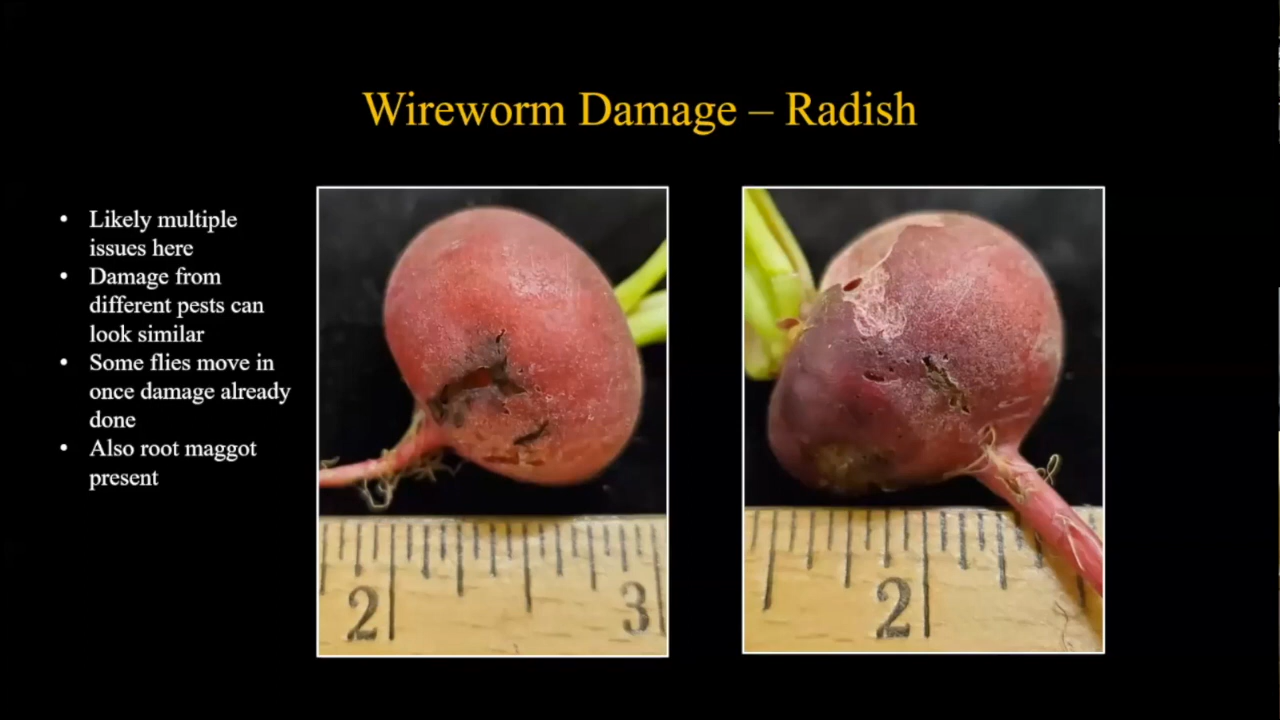 Wireworm Damage – Radish
• Likely multiple
issues here
• Damage from
different pests can
look similar
• Some flies move in
once damage already
done
• Also root maggot
present
2
3
2